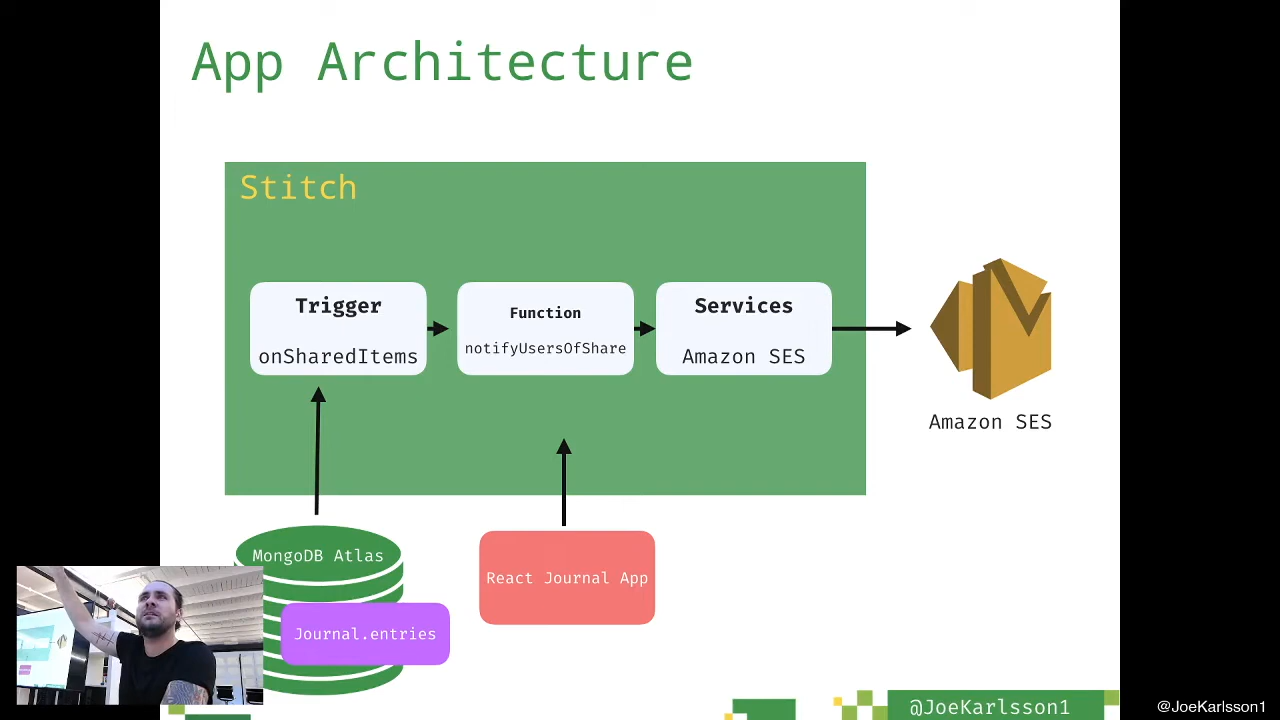 App Architecture
Stitch
Trigger
onSharedItems
Function
notifyUsersOfShare
Services
Amazon SES
Amazon SES
MongoDB Atlas
Journal.entries
React Journal App
@JoeKarlsson1
@JoeKarlsson1